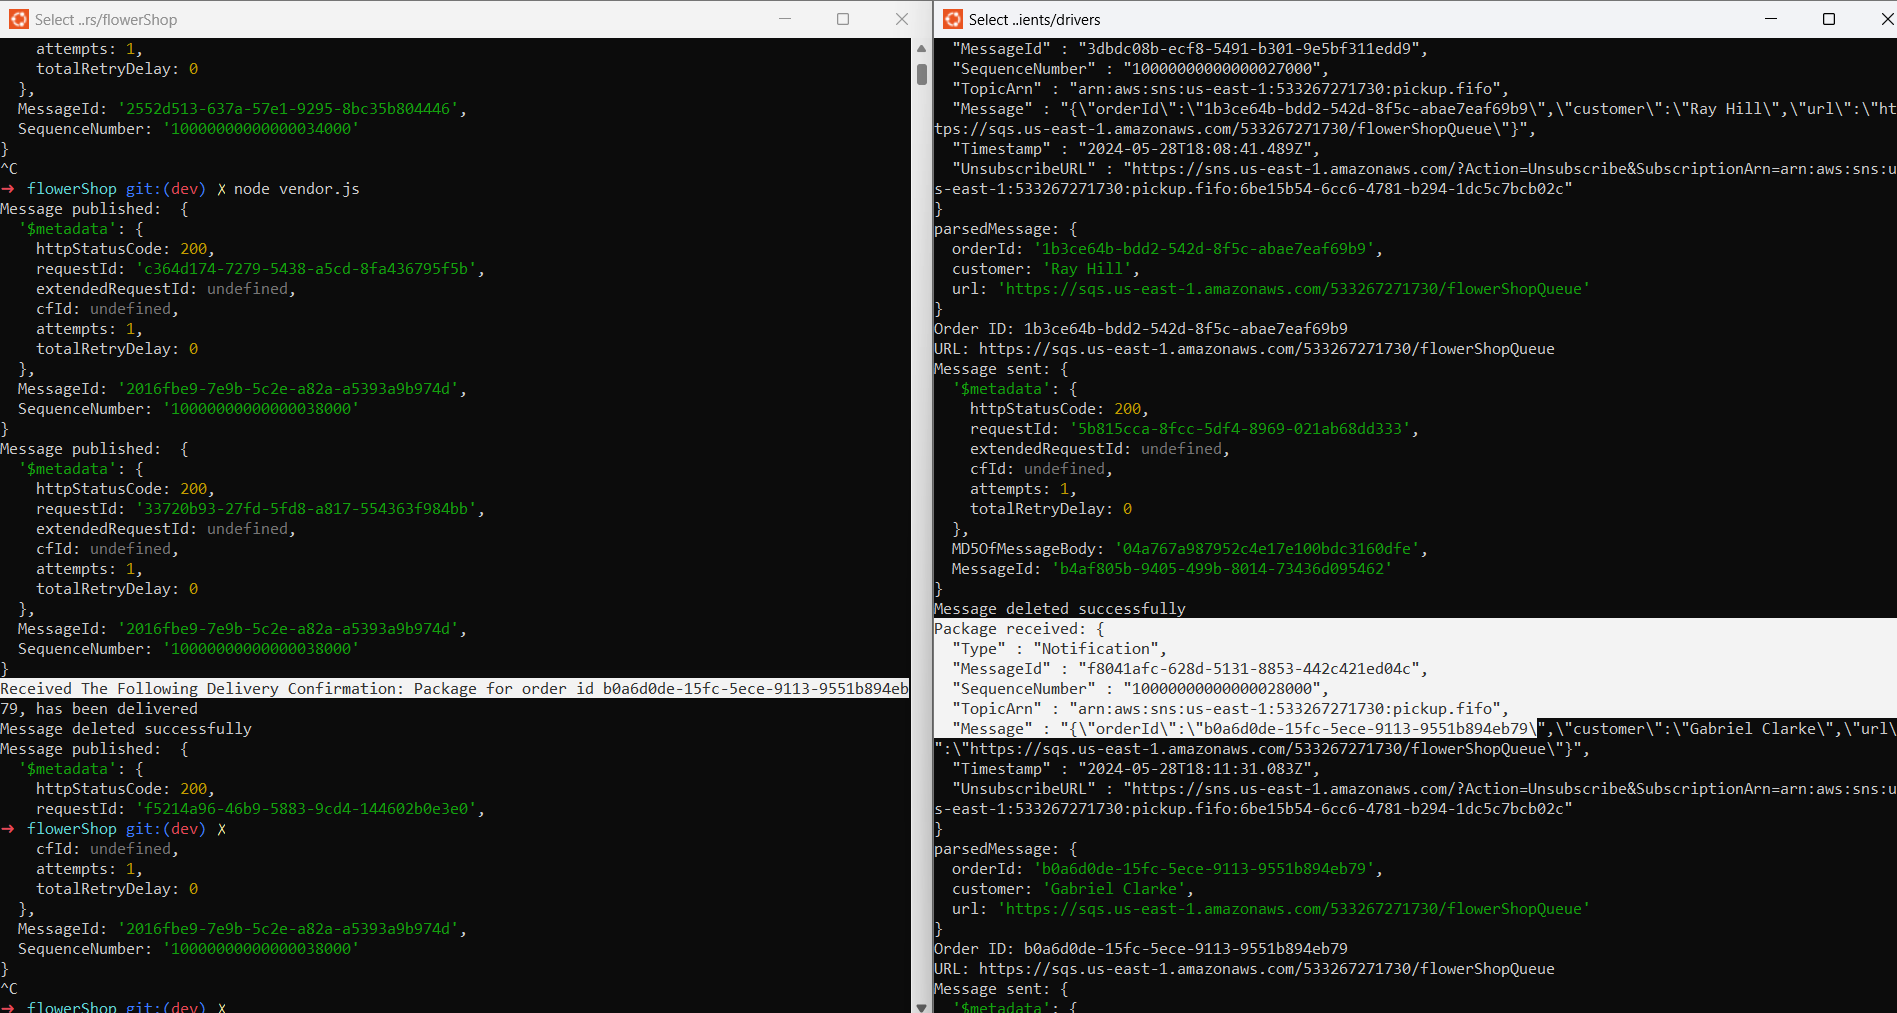 Select ..rs/flowerShop
    attempts: 1,
    totalRetryDelay: 0
  },
  MessageId: '2552d513-637a-57e1-9295-8bc35b804446',
  SequenceNumber: '10000000000000034000'
}
^C
→ flowerShop git:(dev) ✗ node vendor.js
Message published:  {
  '$metadata': {
    httpStatusCode: 200,
    requestId: 'c364d174-7279-5438-a5cd-8fa436795f5b',
    extendedRequestId: undefined,
    cfId: undefined,
    attempts: 1,
    totalRetryDelay: 0
  },
  MessageId: '2016fbe9-7e9b-5c2e-a82a-a5393a9b974d',
  SequenceNumber: '10000000000000038000'
}
Message published:  {
  '$metadata': {
    httpStatusCode: 200,
    requestId: '33720b93-27fd-5fd8-a817-554363f984bb',
    extendedRequestId: undefined,
    cfId: undefined,
    attempts: 1,
    totalRetryDelay: 0
  },
  MessageId: '2016fbe9-7e9b-5c2e-a82a-a5393a9b974d',
  SequenceNumber: '10000000000000038000'
}
Received The Following Delivery Confirmation: Package for order id b0a6d0de-15fc-5ece-9113-9551b894eb
79, has been delivered
Message deleted successfully
Message published:  {
  '$metadata': {
    httpStatusCode: 200,
    requestId: 'f5214a96-46b9-5883-9cd4-144602b0e3e0',
→ flowerShop git:(dev) ✗
    cfId: undefined,
    attempts: 1,
    totalRetryDelay: 0
  },
  MessageId: '2016fbe9-7e9b-5c2e-a82a-a5393a9b974d',
  SequenceNumber: '10000000000000038000'
}
^C
→ flowerShop git:(dev) ✗
Select ..ients/drivers
  "MessageId" : "3dbdc08b-ecf8-5491-b301-9e5bf311edd9",
  "SequenceNumber" : "10000000000000027000",
  "TopicArn" : "arn:aws:sns:us-east-1:533267271730:pickup.fifo",
  "Message" : "{\"orderId\":\"1b3ce64b-bdd2-542d-8f5c-abae7eaf69b9\",\"customer\":\"Ray Hill\",\"url\":\"ht
tps://sqs.us-east-1.amazonaws.com/533267271730/flowerShopQueue\"}",
  "Timestamp" : "2024-05-28T18:08:41.489Z",
  "UnsubscribeURL" : "https://sns.us-east-1.amazonaws.com/?Action=Unsubscribe&SubscriptionArn=arn:aws:sns:u
s-east-1:533267271730:pickup.fifo:6be15b54-6cc6-4781-b294-1dc5c7bcb02c"
}
parsedMessage: {
  orderId: '1b3ce64b-bdd2-542d-8f5c-abae7eaf69b9',
  customer: 'Ray Hill',
  url: 'https://sqs.us-east-1.amazonaws.com/533267271730/flowerShopQueue'
}
Order ID: 1b3ce64b-bdd2-542d-8f5c-abae7eaf69b9
URL: https://sqs.us-east-1.amazonaws.com/533267271730/flowerShopQueue
Message sent: {
  '$metadata': {
    httpStatusCode: 200,
    requestId: '5b815cca-8fcc-5df4-8969-021ab68dd333',
    extendedRequestId: undefined,
    cfId: undefined,
    attempts: 1,
    totalRetryDelay: 0
  },
  MD5OfMessageBody: '04a767a987952c4e17e100bdc3160dfe',
  MessageId: 'b4af805b-9405-499b-8014-73436d095462'
}
Message deleted successfully
Package received: {
  "Type" : "Notification",
  "MessageId" : "f8041afc-628d-5131-8853-442c421ed04c",
  "SequenceNumber" : "10000000000000028000",
  "TopicArn" : "arn:aws:sns:us-east-1:533267271730:pickup.fifo",
  "Message" : "{\"orderId\":\"b0a6d0de-15fc-5ece-9113-9551b894eb79\",\"customer\":\"Gabriel Clarke\",\"url\
":\"https://sqs.us-east-1.amazonaws.com/533267271730/flowerShopQueue\"}",
  "Timestamp" : "2024-05-28T18:11:31.083Z",
  "UnsubscribeURL" : "https://sns.us-east-1.amazonaws.com/?Action=Unsubscribe&SubscriptionArn=arn:aws:sns:u
s-east-1:533267271730:pickup.fifo:6be15b54-6cc6-4781-b294-1dc5c7bcb02c"
}
parsedMessage: {
  orderId: 'b0a6d0de-15fc-5ece-9113-9551b894eb79',
  customer: 'Gabriel Clarke',
  url: 'https://sqs.us-east-1.amazonaws.com/533267271730/flowerShopQueue'
}
Order ID: b0a6d0de-15fc-5ece-9113-9551b894eb79
URL: https://sqs.us-east-1.amazonaws.com/533267271730/flowerShopQueue
Message sent: {
  '$metadata': {